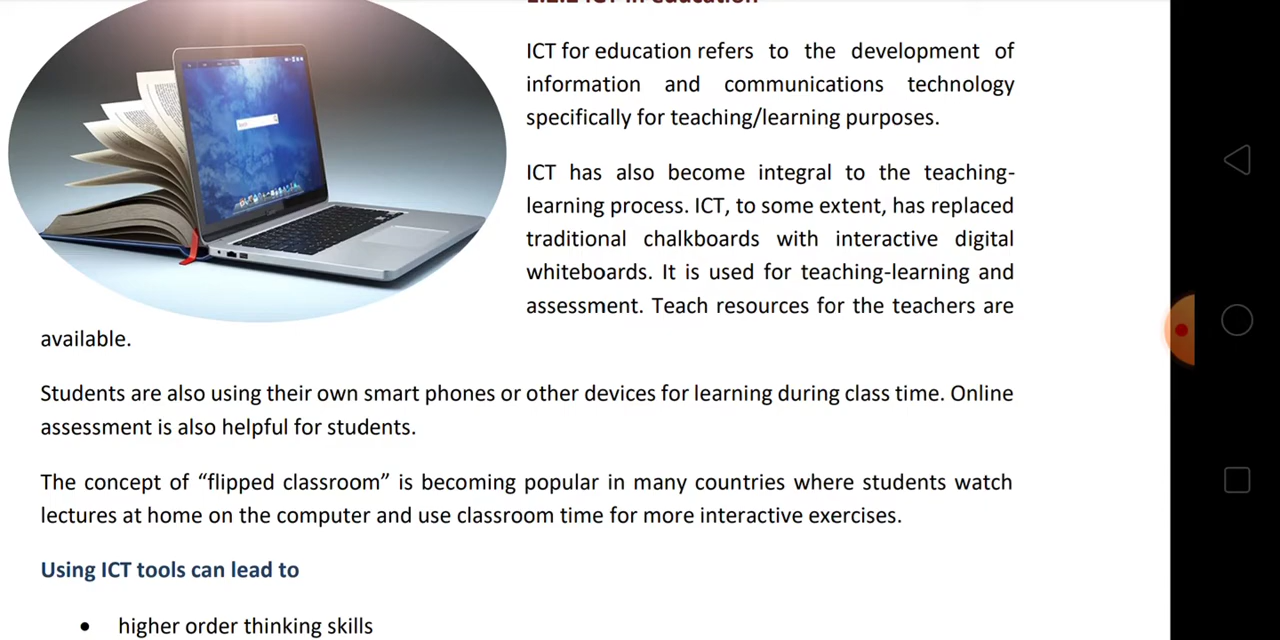 ICT in education
ICT for education refers to the development of
information and communications technology
specifically for teaching/learning purposes.
ICT has also become integral to the teaching-
learning process. ICT, to some extent, has replaced
traditional chalkboards with interactive digital
whiteboards. It is used for teaching-learning and
assessment. Teach resources for the teachers are
available.
Students are also using their own smart phones or other devices for learning during class time. Online
assessment is also helpful for students.
The concept of “flipped classroom” is becoming popular in many countries where students watch
lectures at home on the computer and use classroom time for more interactive exercises.
Using ICT tools can lead to
• higher order thinking skills